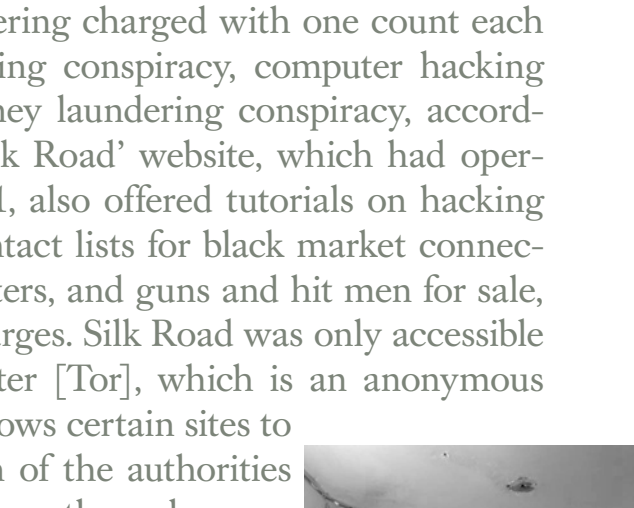 ering charged with one count each
ing conspiracy, computer hacking
ney laundering conspiracy, accord-
k Road’ website, which had oper-
1, also offered tutorials on hacking
ntact lists for black market connec-
ters, and guns and hit men for sale,
arges. Silk Road was only accessible
ter [Tor], which is an anonymous
ows certain sites to
n of the authorities